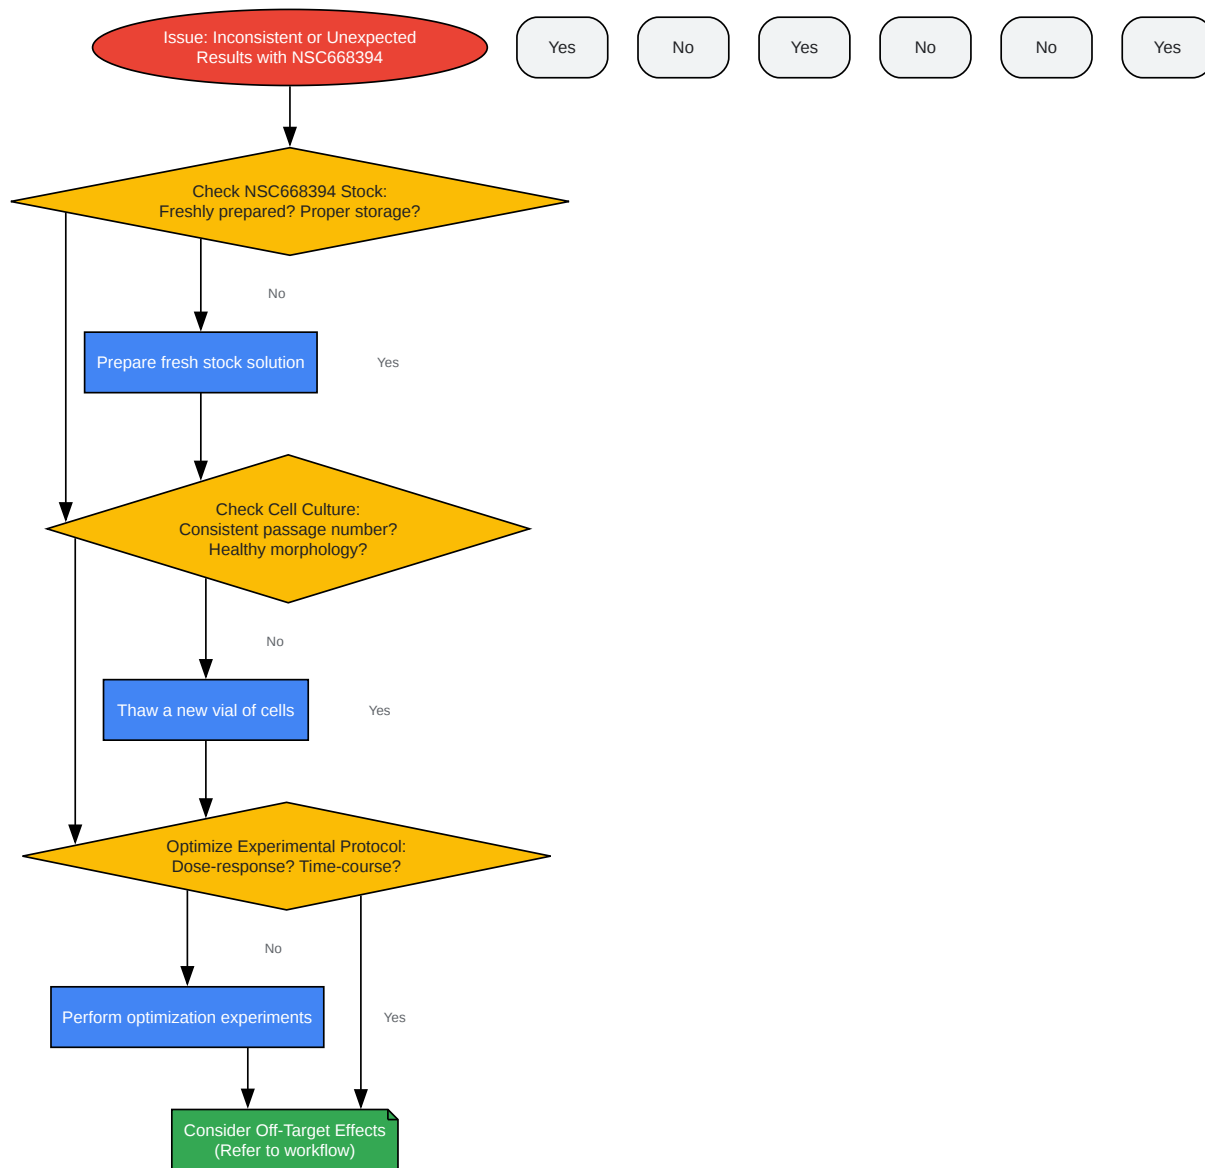 Issue: Inconsistent or Unexpected
Results with NSC668394
Yes
No
Yes
No
No
Yes
Check NSC668394 Stock:
Freshly prepared? Proper storage?
No
Prepare fresh stock solution
Yes
Check Cell Culture:
Consistent passage number?
Healthy morphology?
No
Thaw a new vial of cells
Yes
Optimize Experimental Protocol:
Dose-response? Time-course?
No
Perform optimization experiments
Yes
Consider Off-Target Effects
(Refer to workflow)